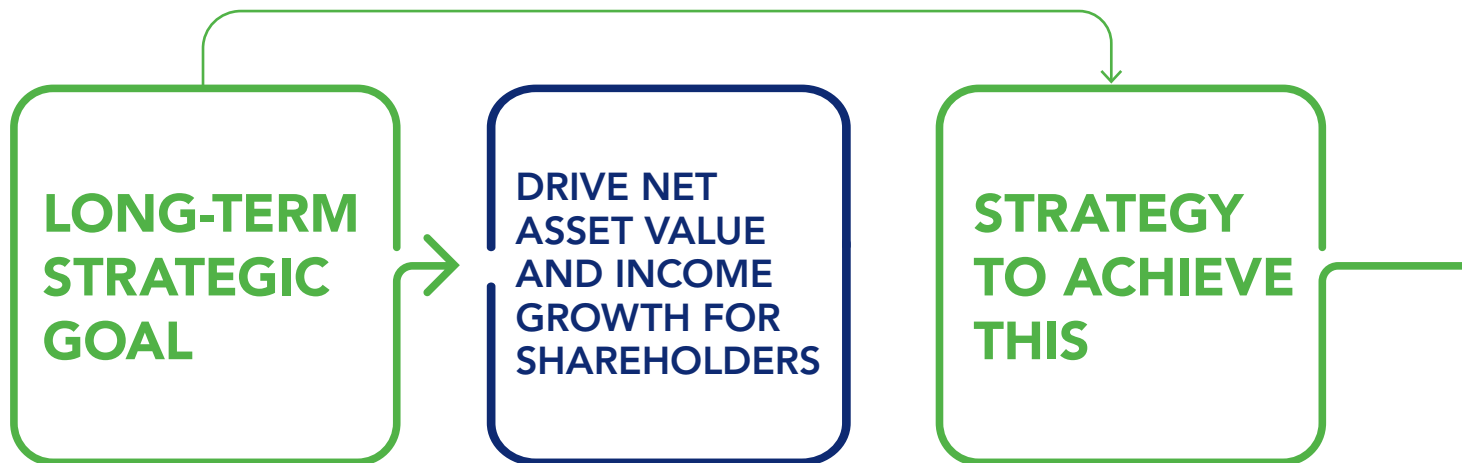 LONG-TERM
STRATEGIC
GOAL
DRIVE NET
ASSET VALUE
AND INCOME
GROWTH FOR
SHAREHOLDERS
STRATEGY
TO ACHIEVE
THIS